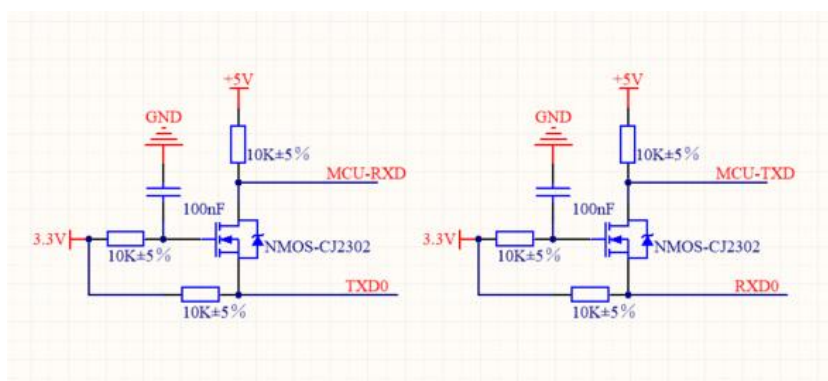 +5V
GND
10K±5%
MCU-RXD
100nF
3.3V
NMOS-CJ2302
10K±5%
TXD0
10K±5%
+5V
GND
10K±5%
MCU-TXD
100nF
3.3V
NMOS-CJ2302
10K±5%
RXD0
10K±5%